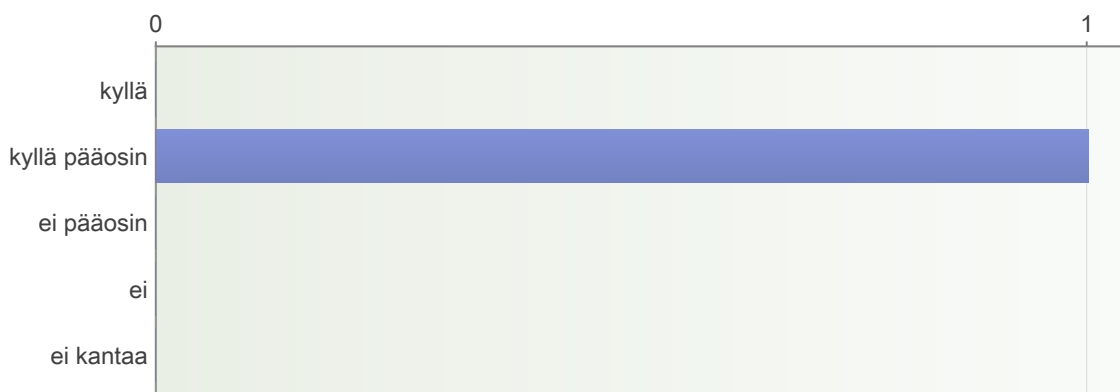 0 1
kyllä
kyllä pääosin
ei pääosin
ei
ei kantaa